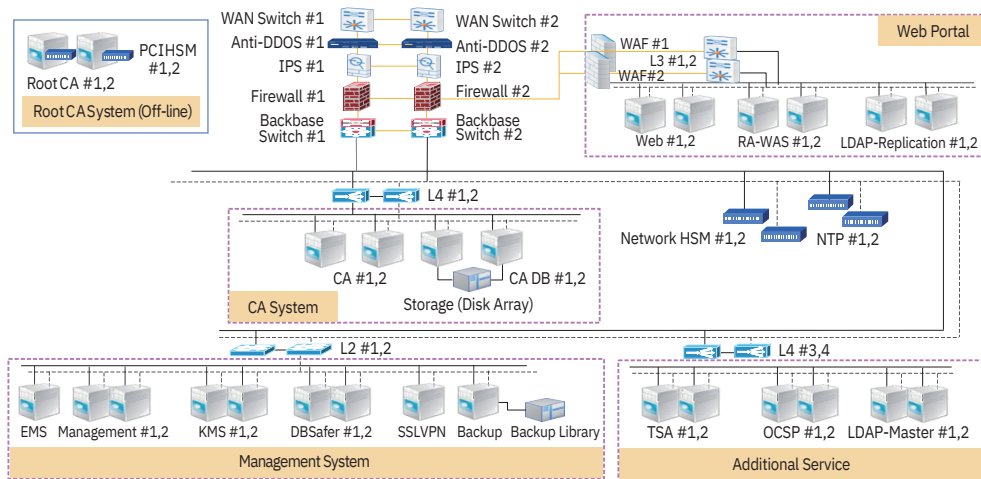 WAN Switch #1
WAN Switch #2
Anti-DDOS #1
Anti-DDOS #2
IPS #1
IPS #2
Firewall #1
Firewall #2
Backbase
Switch #1
Backbase
Switch #2
PCIHSM
#1,2
Root CA #1,2
Root CA System (Off-line)
Web Portal
WAF #1
L3 #1,2
WAF#2
Web #1,2
RA-WAS #1,2
LDAP-Replication #1,2
L4 #1,2
Network HSM #1,2
NTP #1,2
CA #1,2
CA DB #1,2
Storage (Disk Array)
CA System
L2 #1,2
L4 #3,4
EMS
Management #1,2
KMS #1,2
DBSafer #1,2
SSLVPN
Backup
Backup Library
Management System
TSA #1,2
OCSP #1,2
LDAP-Master #1,2
Additional Service